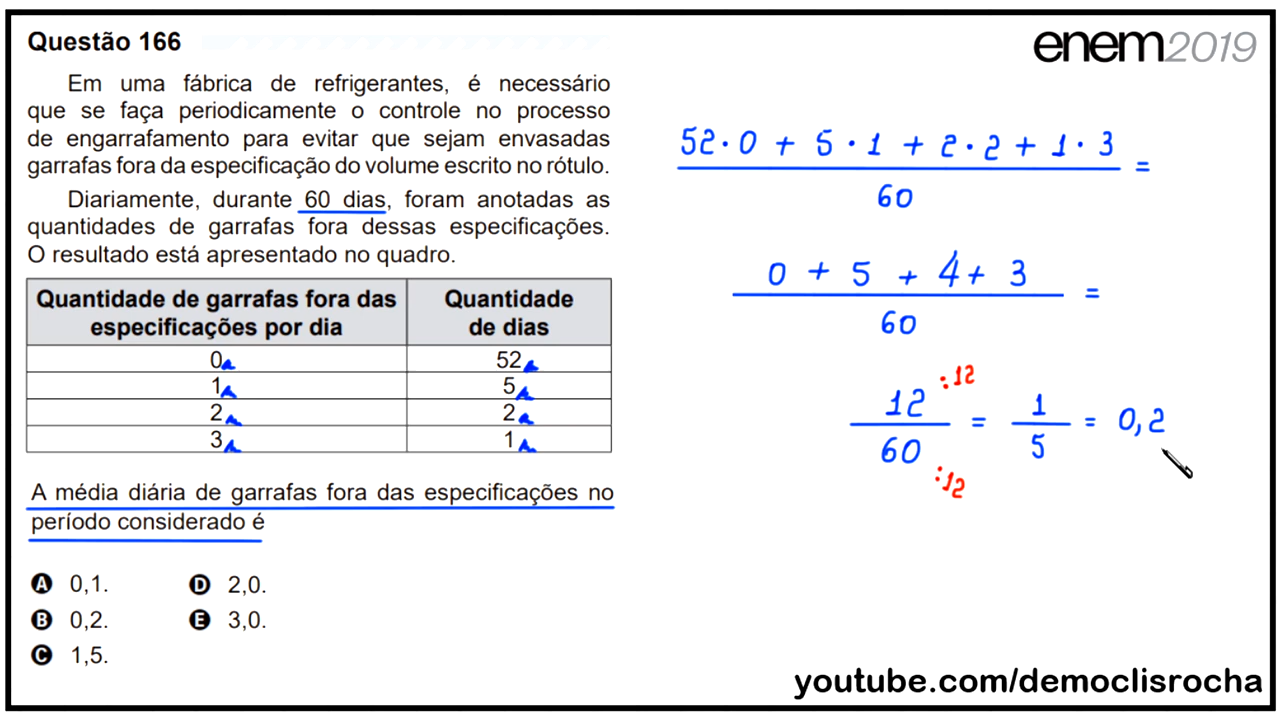 Questão 166
Em uma fábrica de refrigerantes, é necessário
que se faça periodicamente o controle no processo
de engarrafamento para evitar que sejam envasadas
garrafas fora da especificação do volume escrito no rótulo.
Diariamente, durante 60 dias, foram anotadas as
quantidades de garrafas fora dessas especificações.
O resultado está apresentado no quadro.
Quantidade de garrafas fora das especificações por dia
Quantidade de dias
0 52
1 5
2 2
3 1
A média diária de garrafas fora das especificações no
período considerado é
A 0,1.
B 0,2.
C 1,5.
D 2,0.
E 3,0.
enem2019
52·0 + 5·1 + 2·2 + 1·3 =
60
0 + 5 + 4 + 3 =
60
:12
12 = 1 = 0,2
60 5
:12
youtube.com/democlisrocha